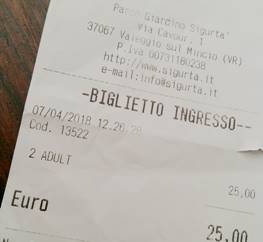 Parco Giardino Sigurta'
Via Cavour, 1
37067 Valeggio sul Mincio (VR)
P.Iva 00731180238
http://www.sigurta.it
e-mail:info@sigurta.it
-BIGLIETTO INGRESSO--
07/04/2018 12.26.28
Cod. 13522
2 ADULT 25,00
Euro 25,00